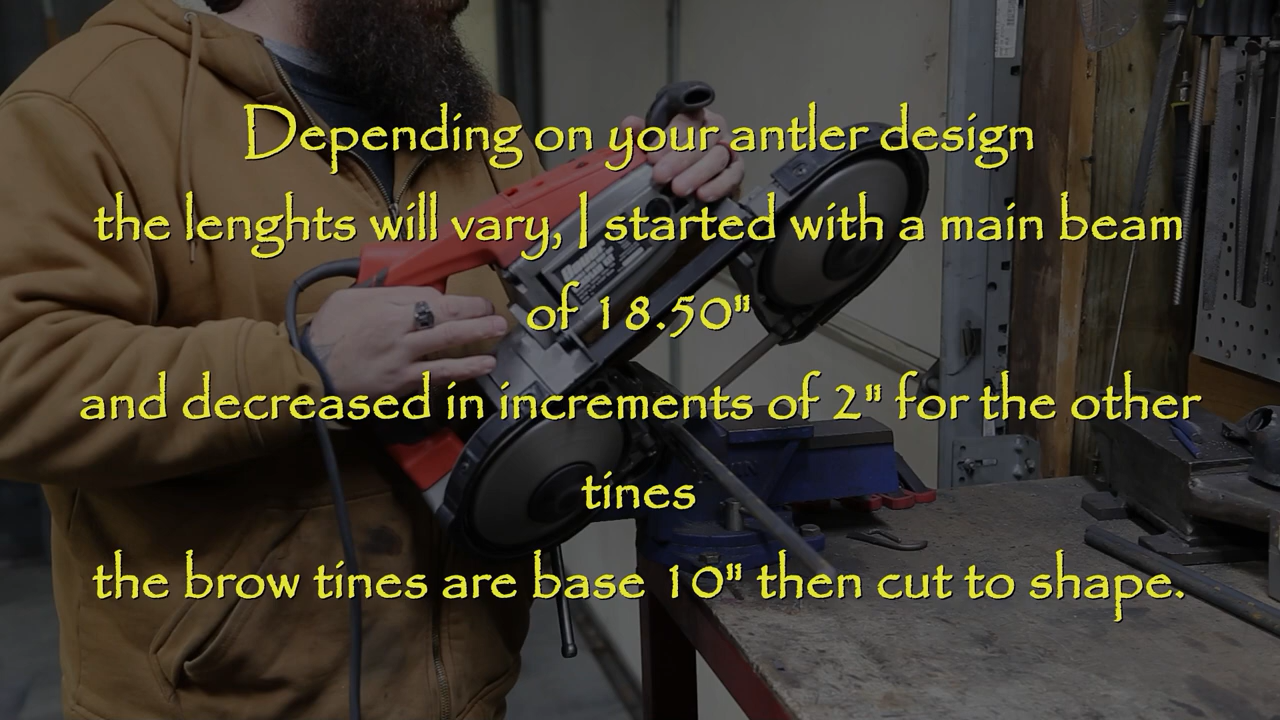 Depending on your antler design
the lenghts will vary, I started with a main beam
of 18.50"
and decreased in increments of 2" for the other
tines
the brow tines are base 10" then cut to shape.